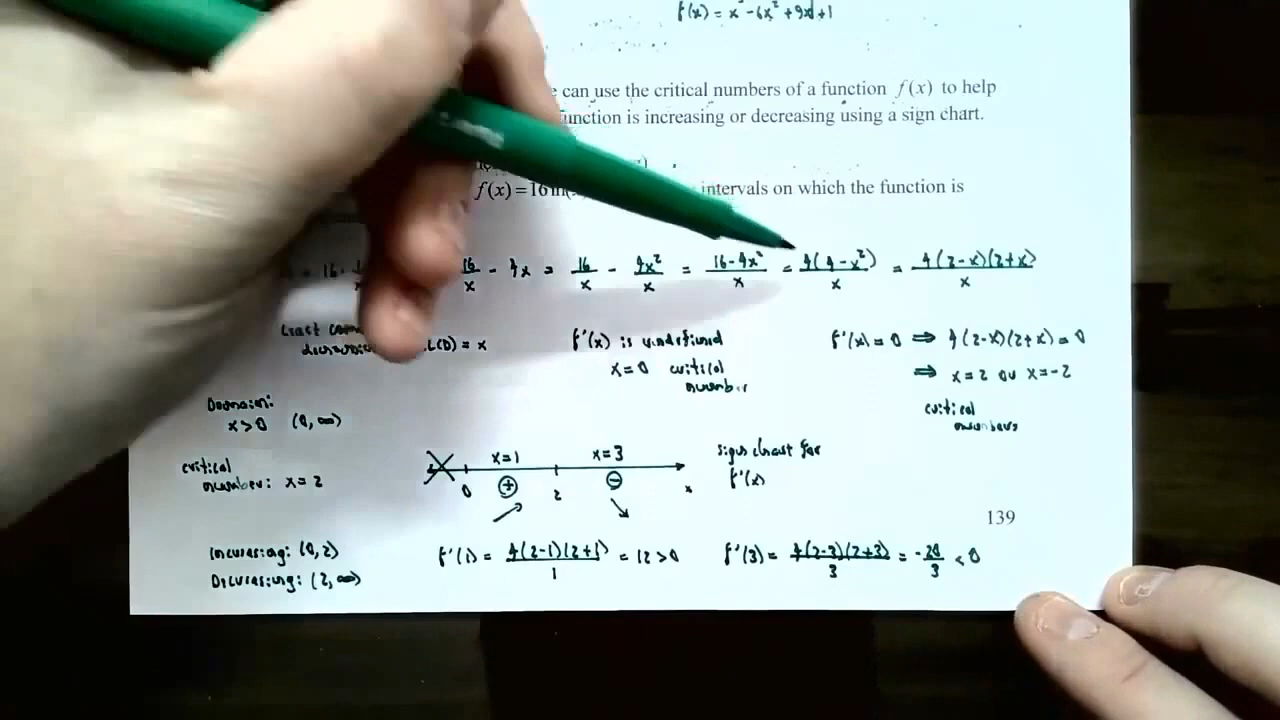 f(x) = x - 6x² + 9x + 1
can use the critical numbers of a function f(x) to help
function is increasing or decreasing using a sign chart.
f(x) = 16 ln( intervals on which the function is
16/x - 4x = 16/x - 4x²/x = (16-4x²)/x = 4(4-x²)/x = 4(2-x)(2+x)/x
Least com f'(x) is undefined f'(x) = 0 ⇒ 4(2-x)(2+x) = 0
(LCD) = x x = 0 critical number ⇒ x = 2 or x = -2
critical numbers
Domain:
x > 0 (0, ∞)
critical number: x = 2
x = 1 x = 3 sign chart for f'(x)
0 + 2 - x
139
Increasing: (0, 2) f'(1) = 4(2-1)(2+1)/1 = 12 > 0 f'(3) = 4(2-3)(2+3)/3 = -20/3 < 0
Decreasing: (2, ∞)